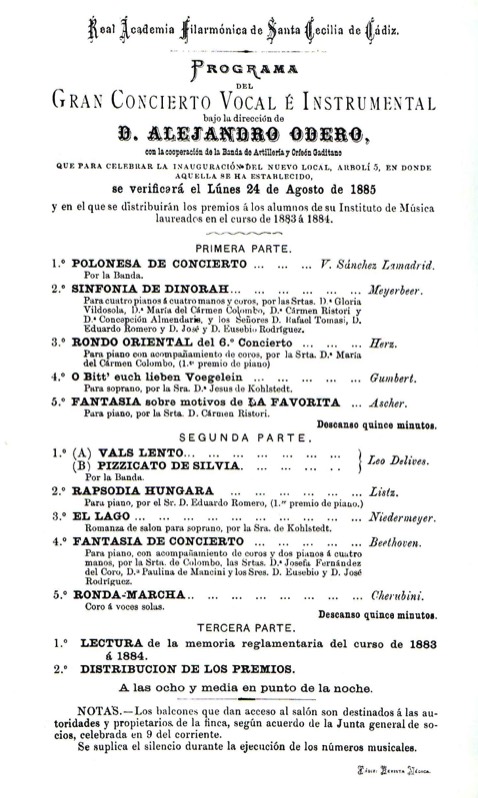 Real Academia Filarmónica de Santa Cecilia de Cádiz.
PROGRAMA
DEL
GRAN CONCIERTO VOCAL É INSTRUMENTAL
bajo la dirección de
D. ALEJANDRO ODERO,
con la cooperación de la Banda de Artillería y Orfeón Gaditano
QUE PARA CELEBRAR LA INAUGURACIÓN DEL NUEVO LOCAL, ARBOLÍ 5, EN DONDE
AQUELLA SE HA ESTABLECIDO,
se verificará el Lúnes 24 de Agosto de 1885
y en el que se distribuirán los premios á los alumnos de su Instituto de Música
laureados en el curso de 1883 á 1884.
PRIMERA PARTE.
1.º POLONESA DE CONCIERTO ... ... ... V. Sánchez Lamadrid.
Por la Banda.
2.º SINFONIA DE DINORAH... ... ... ... ... Meyerbeer.
Para cuatro pianos á cuatro manos y coros, por las Srtas. D.ª Gloria
Vildosola, D.ª María del Cármen Colombo, D.ª Cármen Ristori y
D.ª Concepción Almendaric, y los Señores D. Rafael Tomasi, D.
Eduardo Romero y D. José y D. Eusebio Rodríguez.
3.º RONDO ORIENTAL del 6.º Concierto ... ... ... Herz.
Para piano con acompañamiento de coros, por la Srta. D.ª María
del Cármen Colombo, (1.er premio de piano)
4.º O Bitt' euch lieben Voegelein ... ... ... ... ... Gumbert.
Para soprano, por la Sra. D.ª Jesus de Kohlstedt.
5.º FANTASIA sobre motivos de LA FAVORITA ... Ascher.
Para piano, por la Srta. D. Cármen Ristori.
Descanso quince minutos.
SEGUNDA PARTE.
1.º (A) VALS LENTO... ... ... ... ... ...
(B) PIZZICATO DE SILVIA. ... ... ... .. } Leo Delives.
Por la Banda.
2.º RAPSODIA HUNGARA ... ... ... ... ... ... Listz.
Para piano, por el Sr. D. Eduardo Romero, (1.er premio de piano.)
3.º EL LAGO ... ... ... ... ... ... ... ... ... Niedermeyer.
Romanza de salon para soprano, por la Sra. de Kohlstedt.
4.º FANTASIA DE CONCIERTO ... ... ... ... ... Beethoven.
Para piano, con acompañamiento de coros y dos pianos á cuatro
manos, por la Srta. de Colombo, las Srtas. D.ª Josefa Fernández
del Coro, D.ª Paulina de Mancini y los Sres. D. Eusebio y D. José
Rodríguez.
5.º RONDA-MARCHA.. ... ... ... ... ... ... ... Cherubini.
Coro á voces solas.
Descanso quince minutos.
TERCERA PARTE.
1.º LECTURA de la memoria reglamentaria del curso de 1883
á 1884.
2.º DISTRIBUCION DE LOS PREMIOS.
A las ocho y media en punto de la noche.
NOTAS.—Los balcones que dan acceso al salón son destinados á las au-
toridades y propietarios de la finca, según acuerdo de la Junta general de so-
cios, celebrada en 9 del corriente.
Se suplica el silencio durante la ejecución de los números musicales.
Cádiz: Revista Médica.